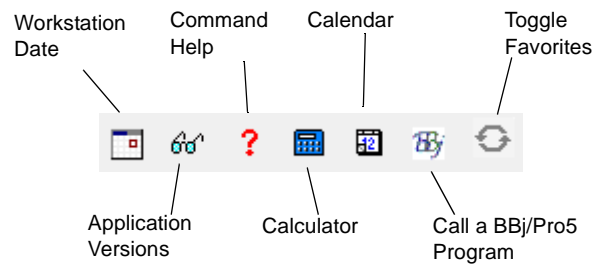 Workstation
Date
Command
Help
Calendar
Toggle
Favorites
12
BBj
Application
Versions
Calculator
Call a BBj/Pro5
Program